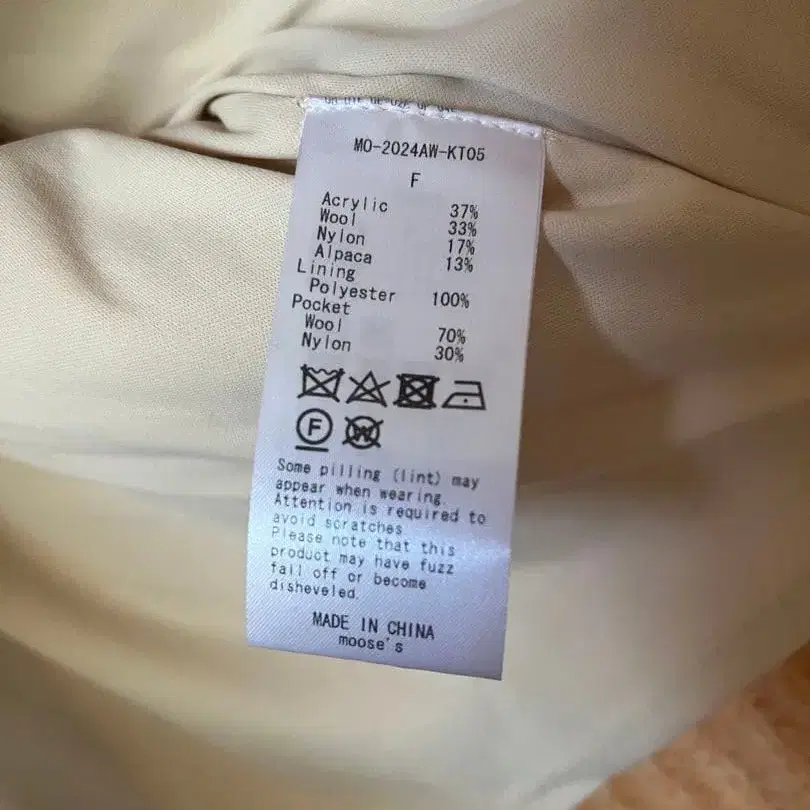 MO-2024AW-KT05
F
Acrylic 37%
Wool 33%
Nylon 17%
Alpaca 13%
Lining
Polyester 100%
Pocket
Wool 70%
Nylon 30%
F W
Some pilling (lint) may
appear when wearing.
Attention is required to
avoid scratches
Please note that this
product may have fuzz
fall off or become
disheveled.
MADE IN CHINA
moose's